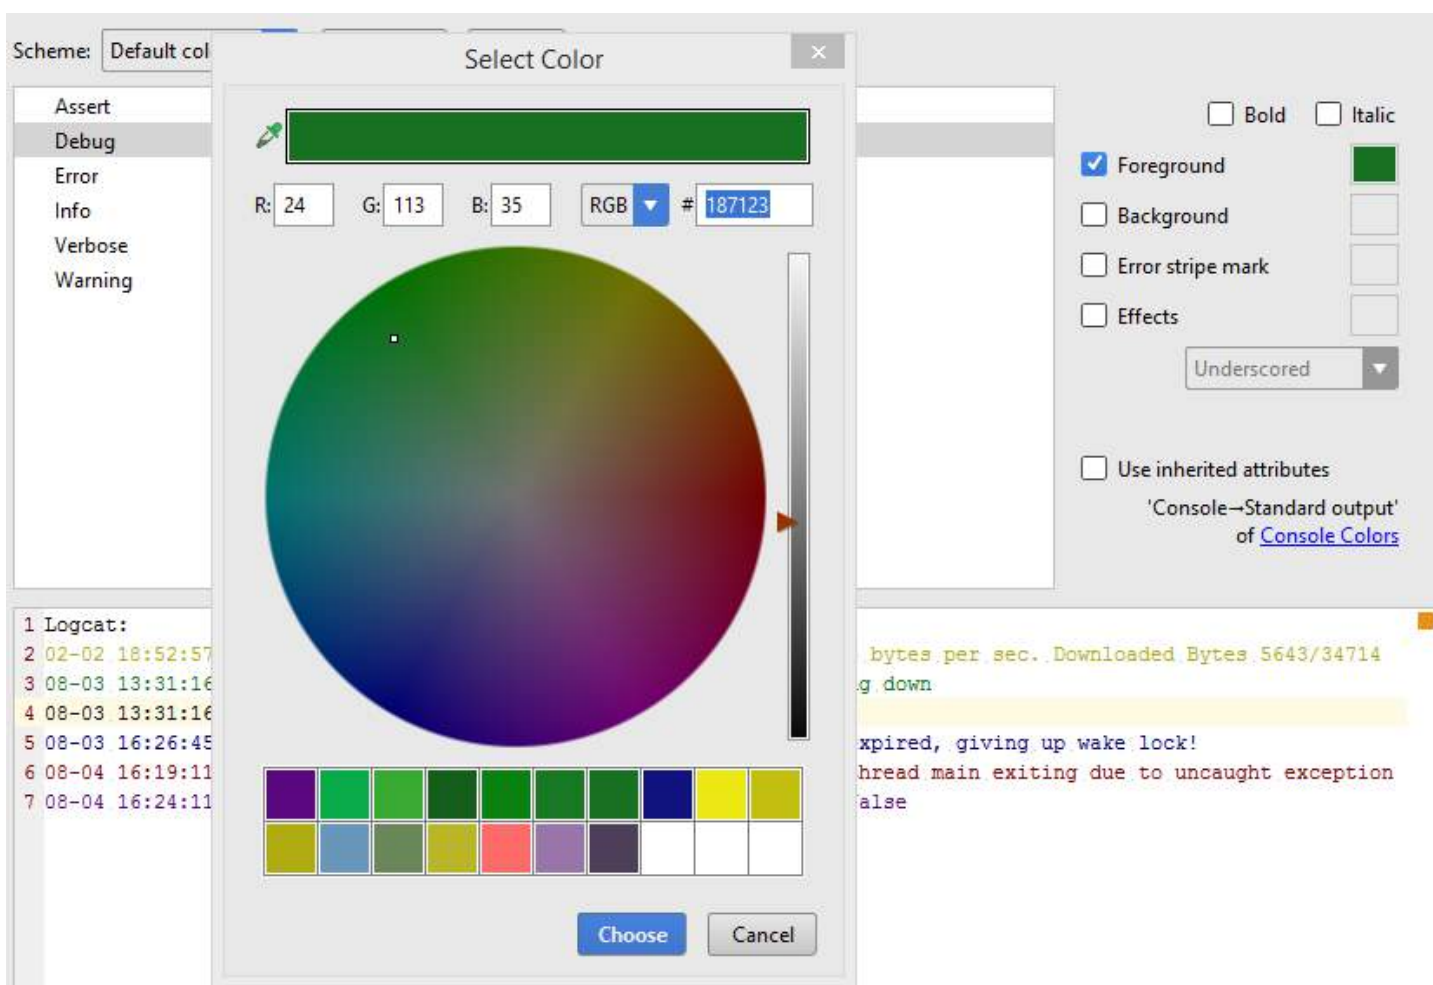 Scheme: Default col
Select Color
Assert
Debug
Error
Info
Verbose
Warning
R: 24 G: 113 B: 35 RGB # 187123
Bold Italic
Foreground
Background
Error stripe mark
Effects
Underscored
Use inherited attributes
'Console→Standard output'
of Console Colors
1 Logcat:
2 02-02 18:52:57 bytes per sec. Downloaded Bytes 5643/34714
3 08-03 13:31:16 g down
4 08-03 13:31:16
5 08-03 16:26:45 xpired, giving up wake lock!
6 08-04 16:19:11 hread main exiting due to uncaught exception
7 08-04 16:24:11 alse
Choose Cancel